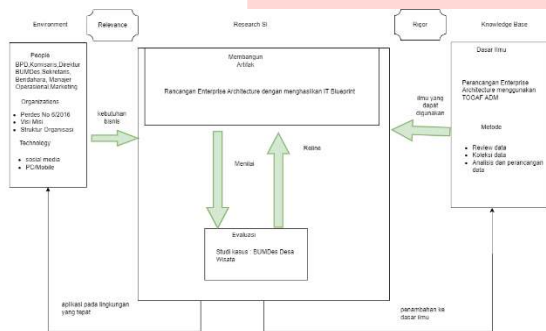 Environment
Relevance
Research SI
Rigor
Knowledge Base
People
BPD,Komisaris,Direktur
BUMDes,Sekretaris,
Bendahara, Manajer
Operational,Marketing
Organizations
Perdes No 6/2016
Visi Misi
Struktur Organisasi
Technology
sosial media
PC/Mobile
kebutuhan
bisnis
Membangun
Artifak
Rancangan Enterprise Architecture dengan menghasilkan IT Blueprint
Menilai
Evaluasi
Studi kasus : BUMDes Desa
Wisata
ilmu yang
dapat
digunakan
Dasar Ilmu
Perancangan Enterprise
Architecture menggunakan
TOGAF ADM
Metode
Review data
Koleksi data
Analisis dan perancangan
data
aplikasi pada lingkungan
yang tepat
penambahan ke
dasar ilmu